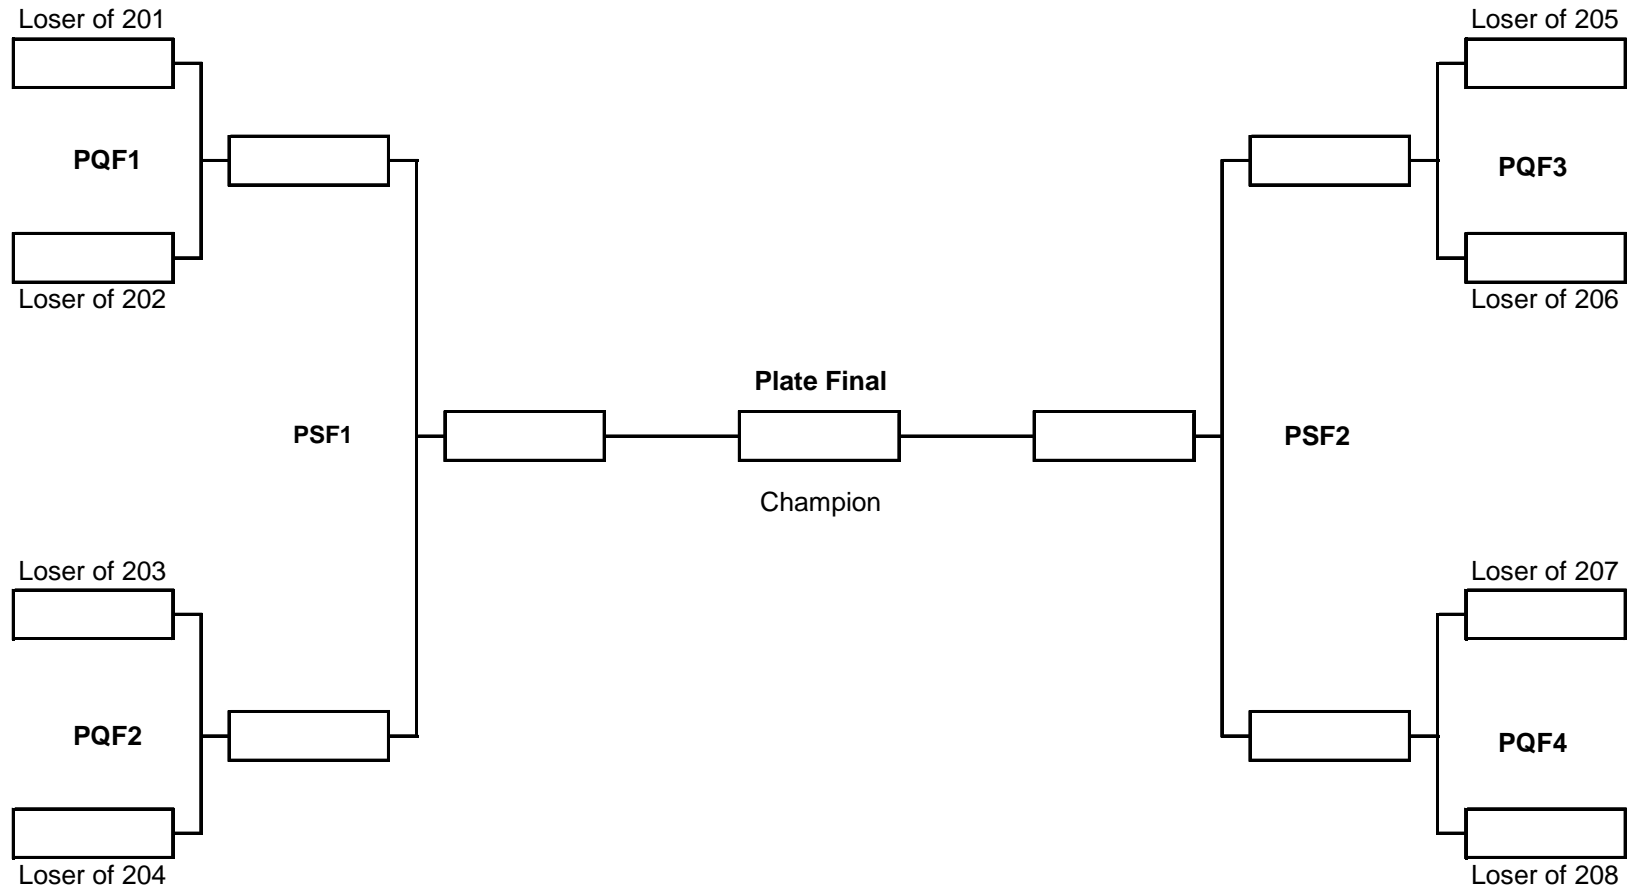 Loser of 201
Loser of 205
PQF1
PQF3
Loser of 202
Loser of 206
Plate Final
PSF1
PSF2
Champion
Loser of 203
Loser of 207
PQF2
PQF4
Loser of 204
Loser of 208